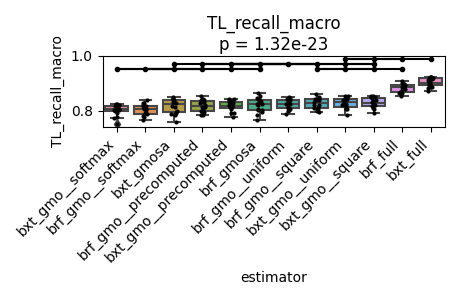 TL_recall_macro
p = 1.32e-23
TL_recall_macro
1.0
0.8
bxt_gmo__softmax
brf_gmo__softmax
bxt_gmosa
brf_gmo__precomputed
bxt_gmo__precomputed
brf_gmosa
brf_gmo__uniform
brf_gmo__square
bxt_gmo__uniform
bxt_gmo__square
brf_full
bxt_full
estimator